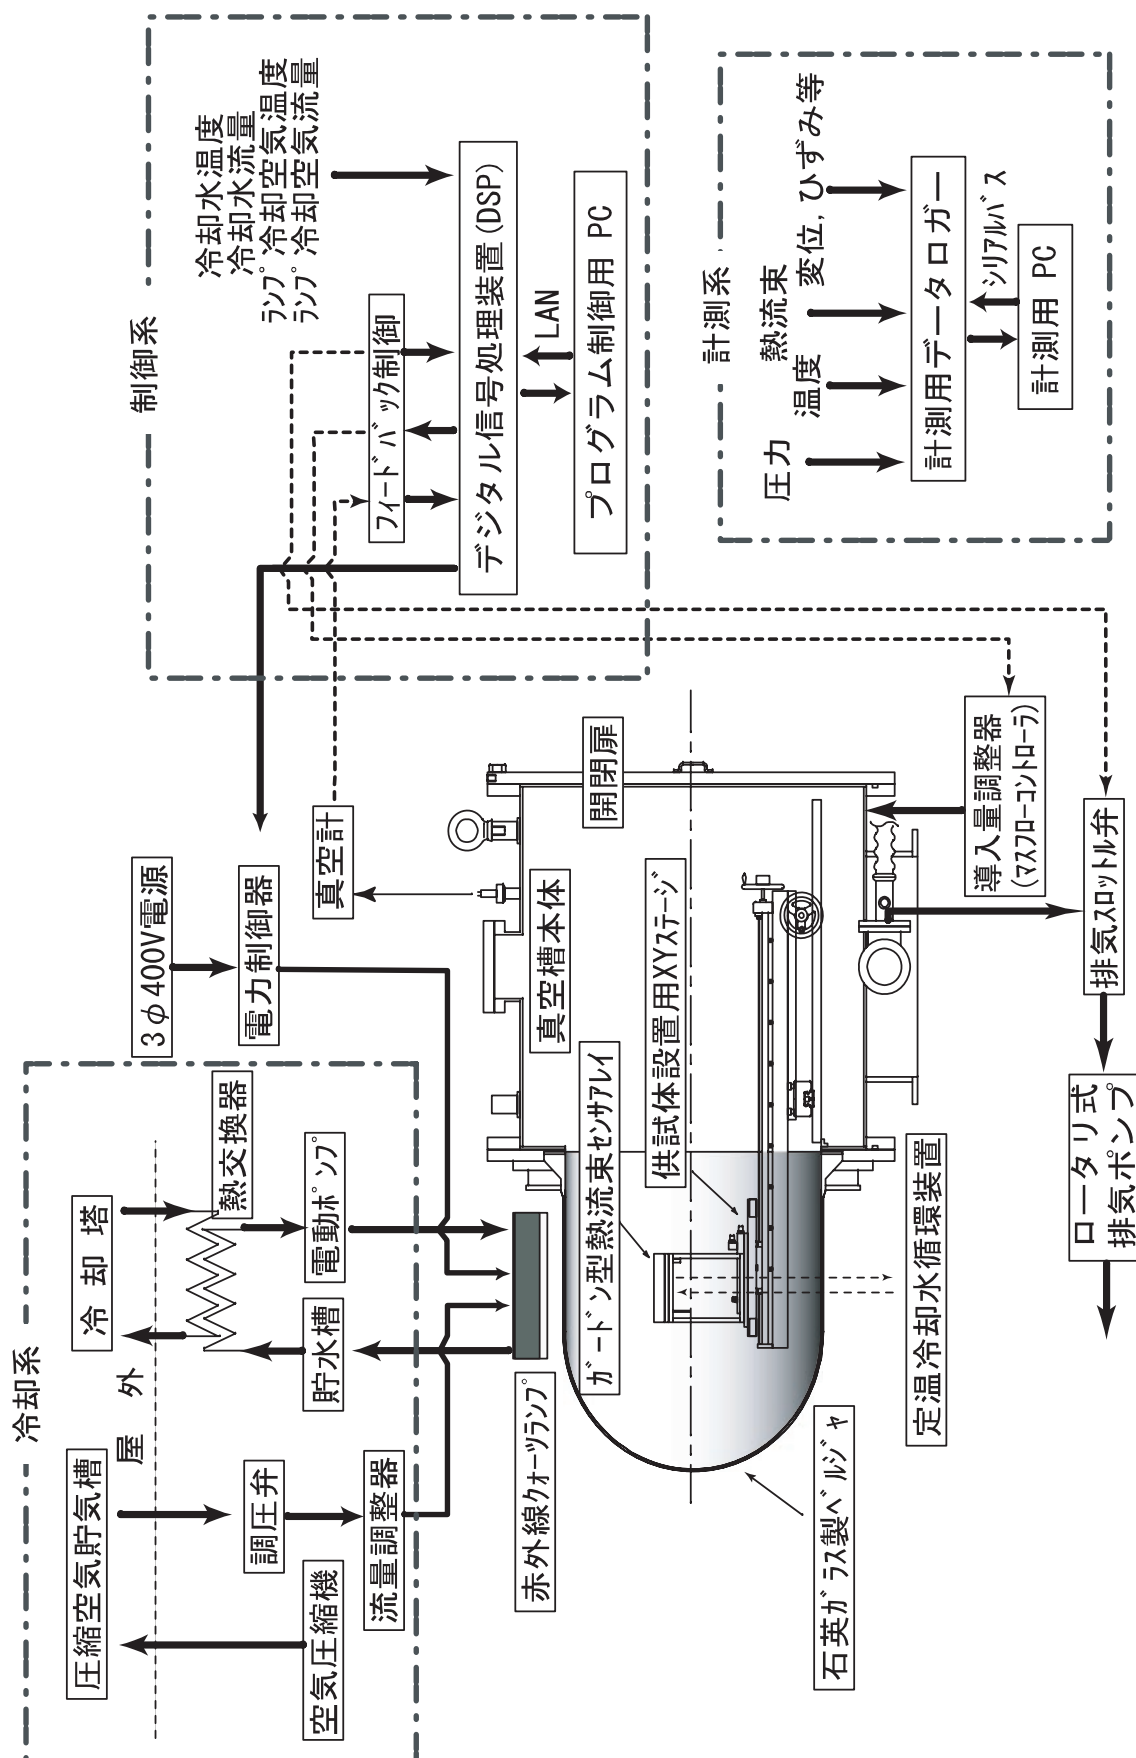 冷却系
圧縮空気貯気槽
屋外
冷却塔
熱交換器
調圧弁
空気圧縮機
流量調整器
貯水槽
電動ポンプ
3φ400V電源
電力制御器
真空計
制御系
冷却水温度
冷却水流量
ランプ冷却空気温度
ランプ冷却空気流量
フィードバック制御
デジタル信号処理装置(DSP)
LAN
プログラム制御用 PC
赤外線クォーツランプ
ガードン型熱流束センサアレイ
真空槽本体
開閉扉
供試体設置用XYステージ
石英ガラス製ベルジャ
定温冷却水循環装置
導入量調整器
(マスフローコントローラ)
排気スロットル弁
ロータリ式
排気ポンプ
計測系
圧力
温度
熱流束
変位,ひずみ等
計測用データロガー
シリアルバス
計測用 PC